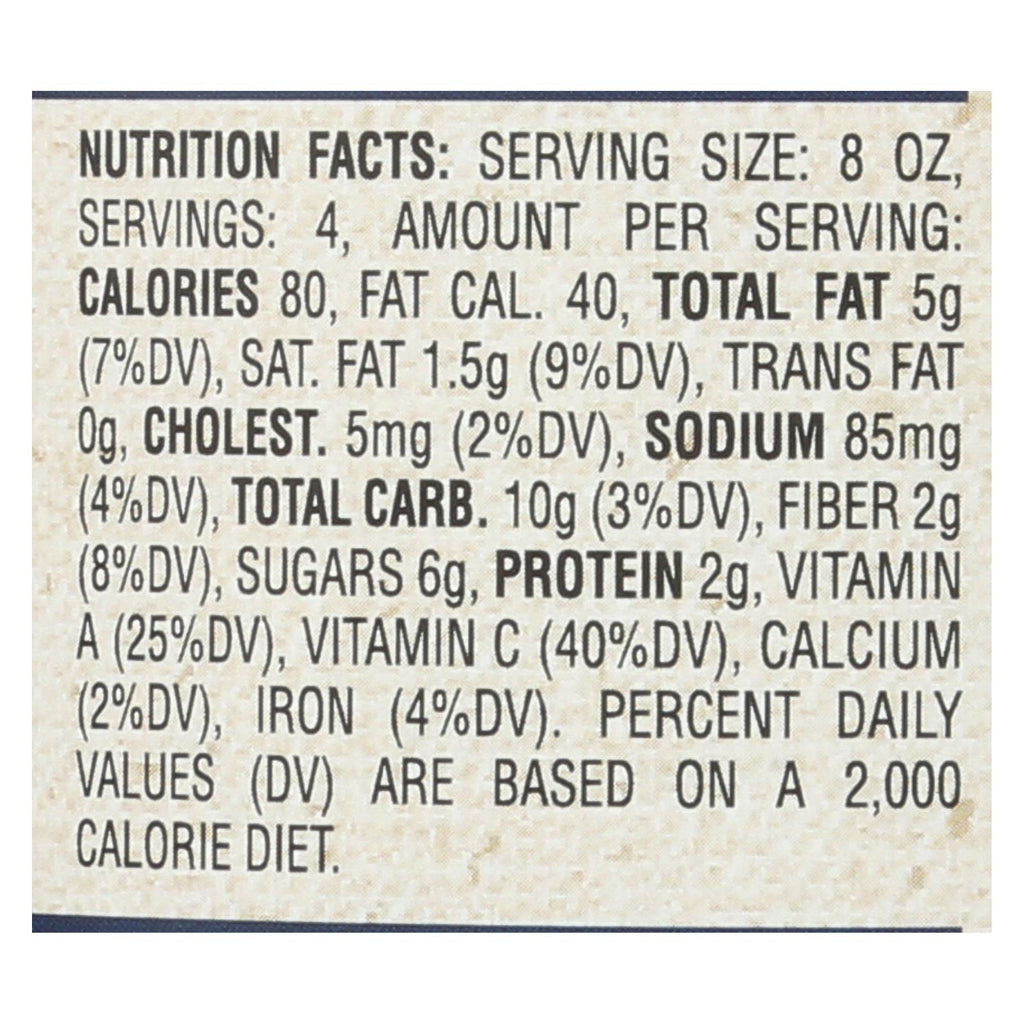 NUTRITION FACTS: SERVING SIZE: 8 OZ,
SERVINGS: 4, AMOUNT PER SERVING:
CALORIES 80, FAT CAL. 40, TOTAL FAT 5g
(7%DV), SAT. FAT 1.5g (9%DV), TRANS FAT
0g, CHOLEST. 5mg (2%DV), SODIUM 85mg
(4%DV), TOTAL CARB. 10g (3%DV), FIBER 2g
(8%DV), SUGARS 6g, PROTEIN 2g, VITAMIN
A (25%DV), VITAMIN C (40%DV), CALCIUM
(2%DV), IRON (4%DV). PERCENT DAILY
VALUES (DV) ARE BASED ON A 2,000
CALORIE DIET.